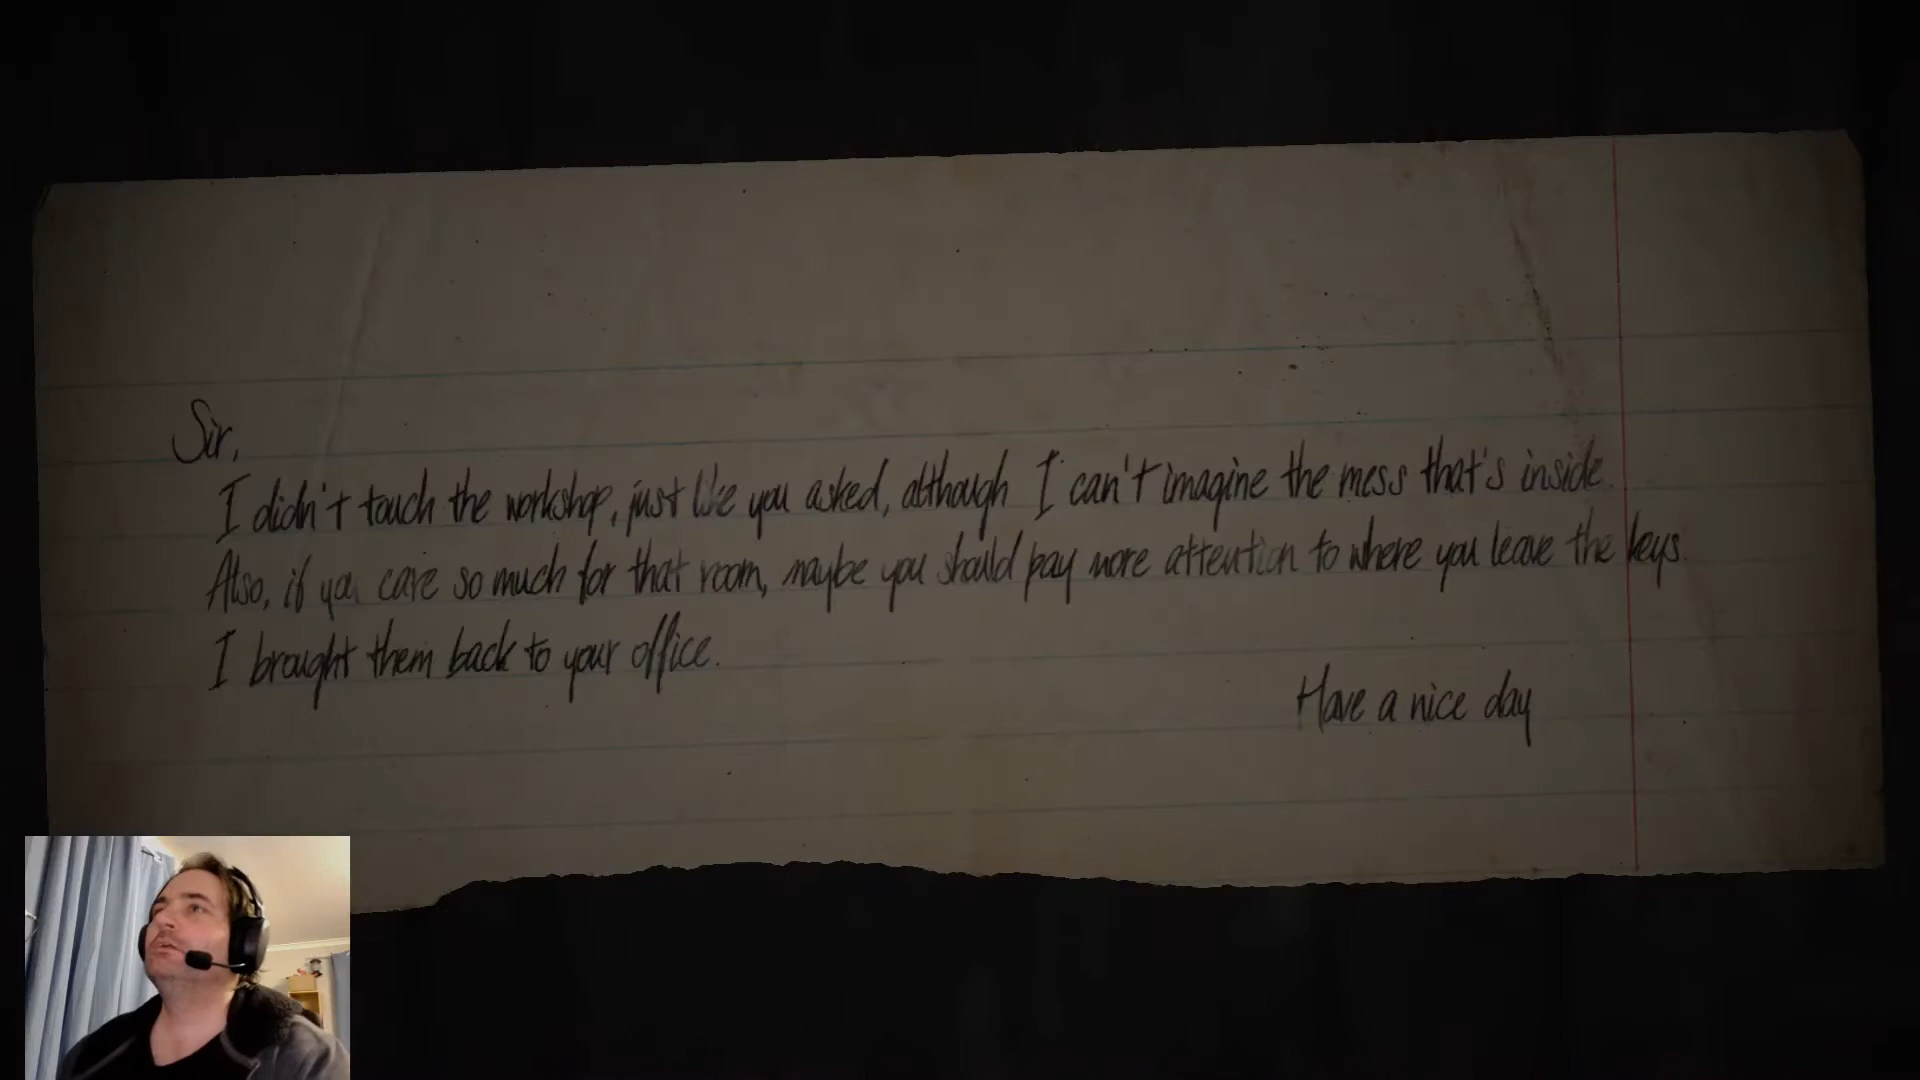 Sir,
I didn't touch the workshop, just like you asked, although I can't imagine the mess that's inside.
Also, if you care so much for that room, maybe you should pay more attention to where you leave the keys.
I brought them back to your office.
Have a nice day